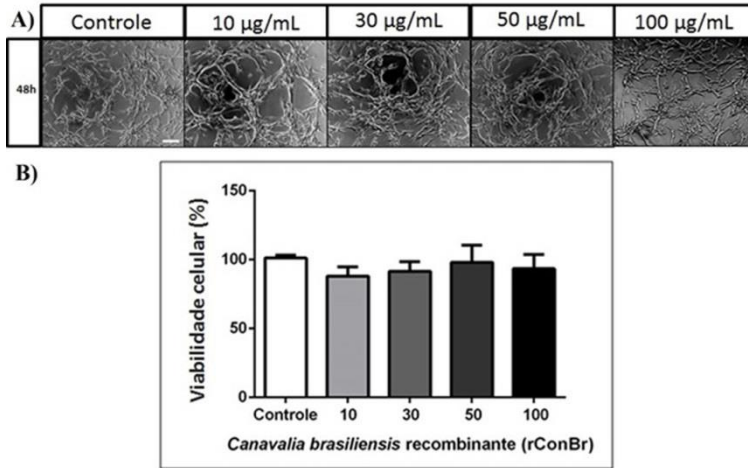 A)
Controle
10 µg/mL
30 µg/mL
50 µg/mL
100 µg/mL
48h
B)
Viabilidade celular (%)
150
100
50
0
Controle
10
30
50
100
Canavalia brasiliensis recombinante (rConBr)